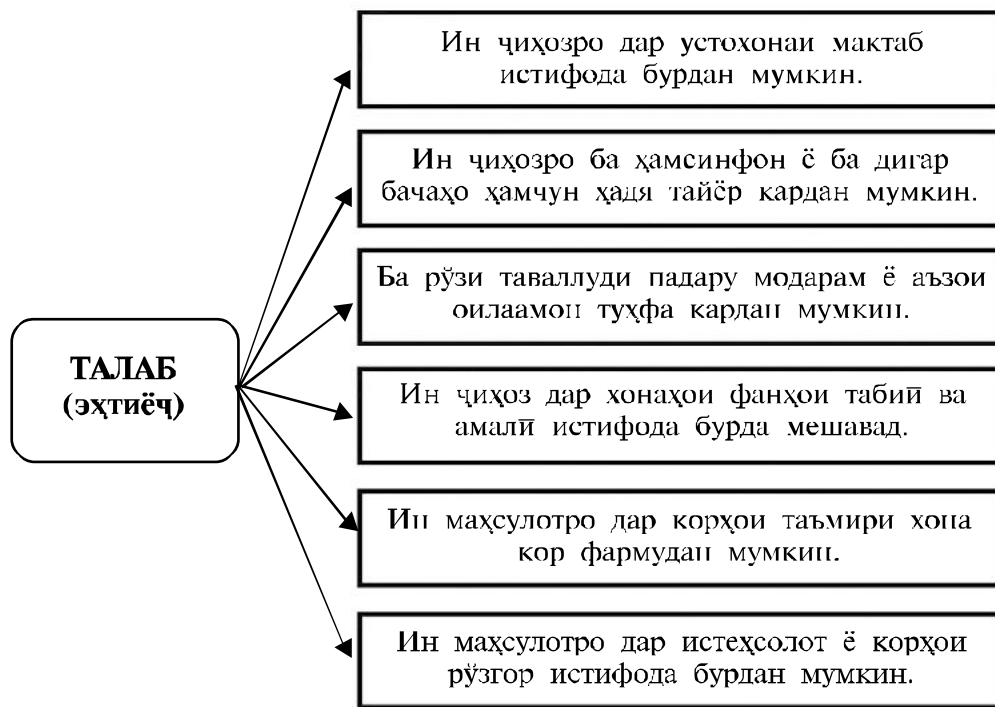 Ин ҷиҳозро дар устохонаи мактаб
истифода бурдан мумкин.
Ин ҷиҳозро ба ҳамсинфон ё ба дигар
бачаҳо ҳамчун ҳадя тайёр кардан мумкин.
Ба рӯзи таваллуди падару модарам ё аъзои
оилаамон туҳфа кардан мумкин.
ТАЛАБ
(эҳтиёҷ)
Ин ҷиҳоз дар хонаҳои фанҳои табиӣ ва
амалӣ истифода бурда мешавад.
Ин маҳсулотро дар корҳои таъмири хона
кор фармудан мумкин.
Ин маҳсулотро дар истеҳсолот ё корҳои
рӯзгор истифода бурдан мумкин.